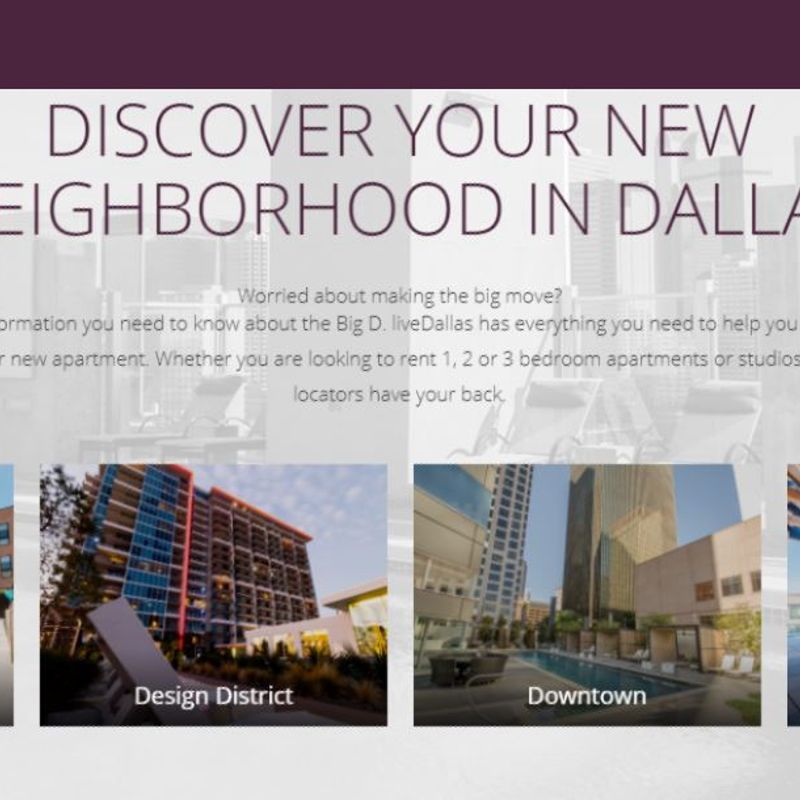 DISCOVER YOUR NEW
EIGHBORHOOD IN DALLA
Worried about making the big move?
ormation you need to know about the Big D. liveDallas has everything you need to help you
r new apartment. Whether you are looking to rent 1, 2 or 3 bedroom apartments or studios
locators have your back.
Design District
Downtown